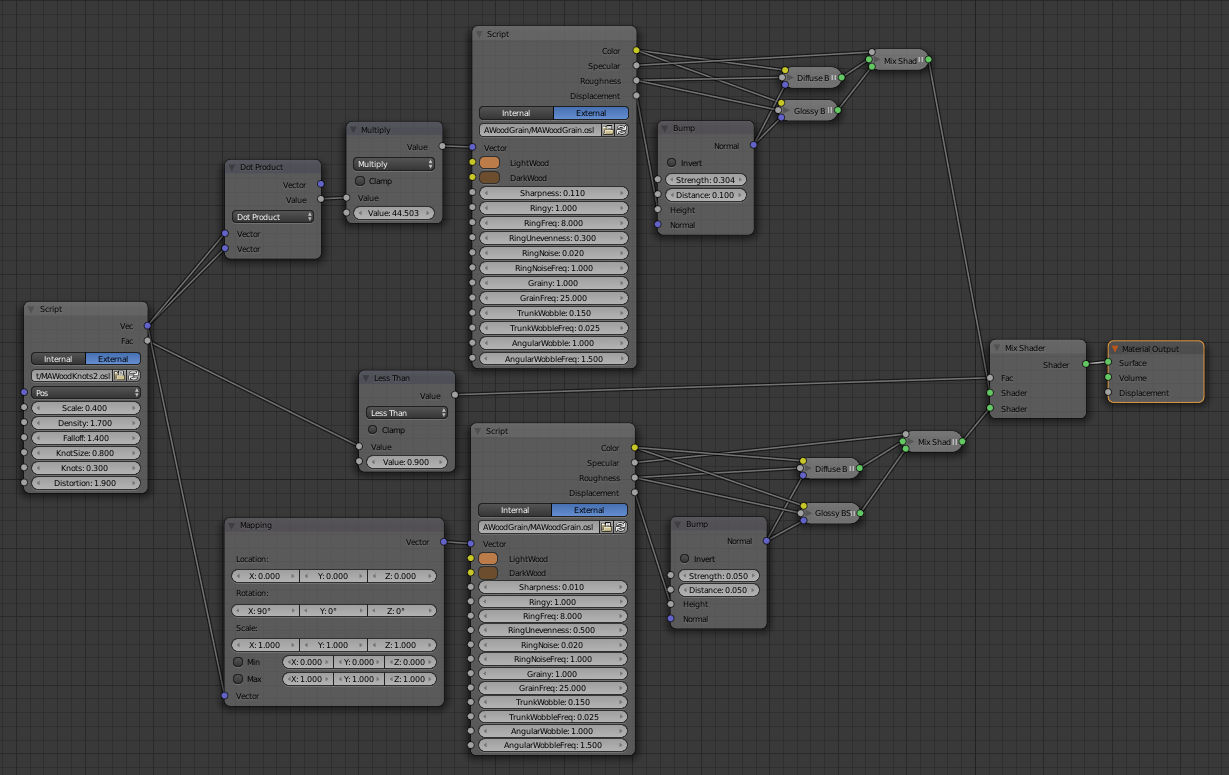 Script
Vec
Fac
Internal External
t/MAWoodKnots2.osl
Pos
Scale: 0.400
Density: 1.700
Falloff: 1.400
KnotSize: 0.800
Knots: 0.300
Distortion: 1.900
Dot Product
Vector
Value
Dot Product
Vector
Vector
Multiply
Value
Multiply
Clamp
Value
Value: 44.503
Script
Color
Specular
Roughness
Displacement
Internal External
AWoodGrain/MAWoodGrain.osl
Vector
LightWood
DarkWood
Sharpness: 0.110
Ringy: 1.000
RingFreq: 8.000
RingUnevenness: 0.300
RingNoise: 0.020
RingNoiseFreq: 1.000
Grainy: 1.000
GrainFreq: 25.000
TrunkWobble: 0.150
TrunkWobbleFreq: 0.025
AngularWobble: 1.000
AngularWobbleFreq: 1.500
Bump
Normal
Invert
Strength: 0.304
Distance: 0.100
Height
Normal
Diffuse B
Glossy B
Mix Shad
Less Than
Value
Less Than
Clamp
Value
Value: 0.900
Mapping
Vector
Location:
X: 0.000 Y: 0.000 Z: 0.000
Rotation:
X: 90° Y: 0° Z: 0°
Scale:
X: 1.000 Y: 1.000 Z: 1.000
Min X: 0.000 Y: 0.000 Z: 0.000
Max X: 1.000 Y: 1.000 Z: 1.000
Vector
Script
Color
Specular
Roughness
Displacement
Internal External
AWoodGrain/MAWoodGrain.osl
Vector
LightWood
DarkWood
Sharpness: 0.010
Ringy: 1.000
RingFreq: 8.000
RingUnevenness: 0.500
RingNoise: 0.020
RingNoiseFreq: 1.000
Grainy: 1.000
GrainFreq: 25.000
TrunkWobble: 0.150
TrunkWobbleFreq: 0.025
AngularWobble: 1.000
AngularWobbleFreq: 1.500
Bump
Normal
Invert
Strength: 0.050
Distance: 0.050
Height
Normal
Diffuse B
Glossy BS
Mix Shad
Mix Shader
Shader
Fac
Shader
Shader
Material Output
Surface
Volume
Displacement